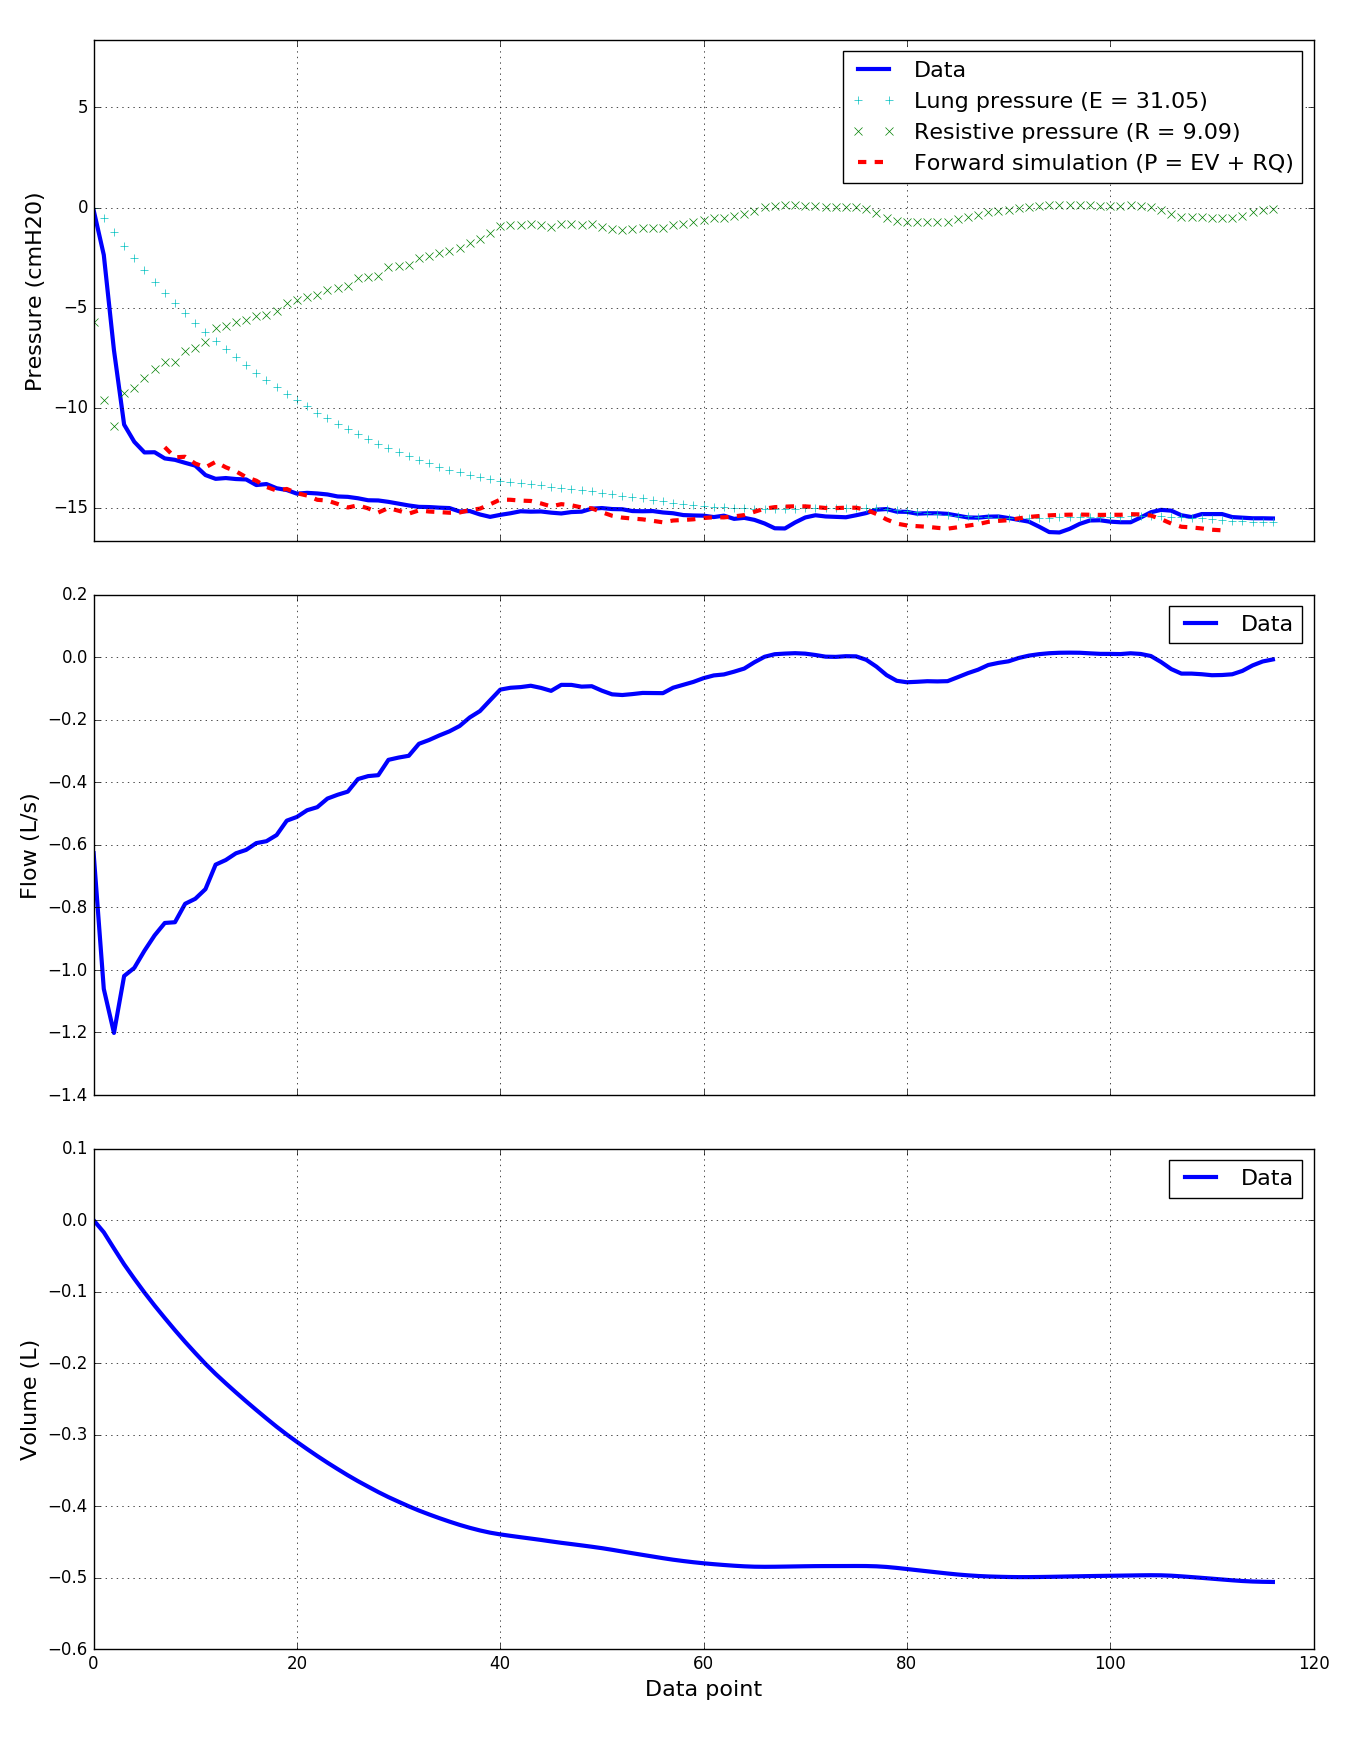 Data
Lung pressure (E = 31.05)
Resistive pressure (R = 9.09)
Forward simulation (P = EV + RQ)
5
0
−5
−10
−15
Pressure (cmH20)
Data
0.2
0.0
−0.2
−0.4
−0.6
−0.8
−1.0
−1.2
−1.4
Flow (L/s)
Data
0.1
0.0
−0.1
−0.2
−0.3
−0.4
−0.5
−0.6
Volume (L)
0 20 40 60 80 100 120
Data point